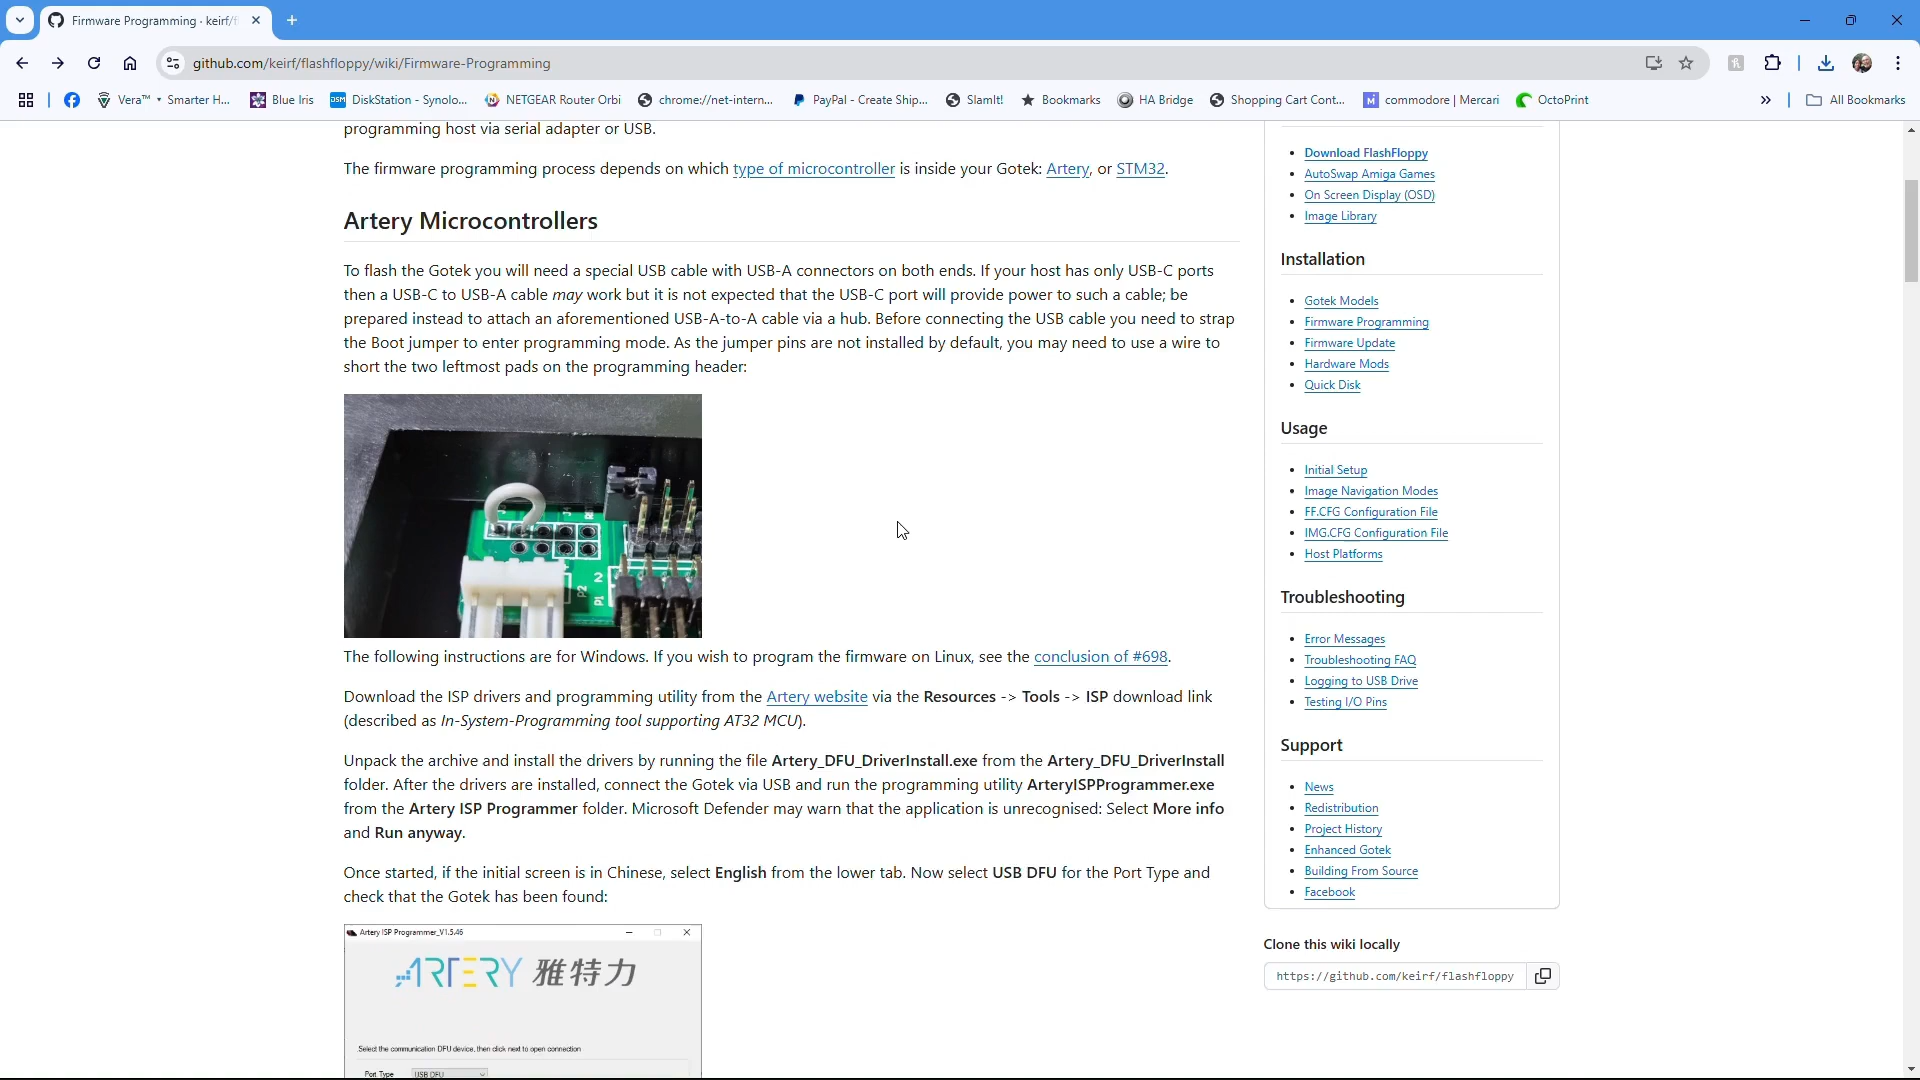 Firmware Programming · keirf/f
github.com/keirf/flashfloppy/wiki/Firmware-Programming
Vera™ • Smarter H... Blue Iris DiskStation - Synolo... NETGEAR Router Orbi chrome://net-intern... PayPal - Create Ship... SlamIt! Bookmarks HA Bridge Shopping Cart Cont... commodore | Mercari OctoPrint » All Bookmarks
programming host via serial adapter or USB.
The firmware programming process depends on which type of microcontroller is inside your Gotek: Artery, or STM32.
Artery Microcontrollers
To flash the Gotek you will need a special USB cable with USB-A connectors on both ends. If your host has only USB-C ports
then a USB-C to USB-A cable may work but it is not expected that the USB-C port will provide power to such a cable; be
prepared instead to attach an aforementioned USB-A-to-A cable via a hub. Before connecting the USB cable you need to strap
the Boot jumper to enter programming mode. As the jumper pins are not installed by default, you may need to use a wire to
short the two leftmost pads on the programming header:
J4
2
P2
P1
The following instructions are for Windows. If you wish to program the firmware on Linux, see the conclusion of #698.
Download the ISP drivers and programming utility from the Artery website via the Resources -> Tools -> ISP download link
(described as In-System-Programming tool supporting AT32 MCU).
Unpack the archive and install the drivers by running the file Artery_DFU_DriverInstall.exe from the Artery_DFU_DriverInstall
folder. After the drivers are installed, connect the Gotek via USB and run the programming utility ArteryISPProgrammer.exe
from the Artery ISP Programmer folder. Microsoft Defender may warn that the application is unrecognised: Select More info
and Run anyway.
Once started, if the initial screen is in Chinese, select English from the lower tab. Now select USB DFU for the Port Type and
check that the Gotek has been found:
Artery ISP Programmer_V1.5.46
ARTERY 雅特力
Select the communication DFU device, then click next to open connection
Port Type USB DFU
Download FlashFloppy
AutoSwap Amiga Games
On Screen Display (OSD)
Image Library
Installation
Gotek Models
Firmware Programming
Firmware Update
Hardware Mods
Quick Disk
Usage
Initial Setup
Image Navigation Modes
FF.CFG Configuration File
IMG.CFG Configuration File
Host Platforms
Troubleshooting
Error Messages
Troubleshooting FAQ
Logging to USB Drive
Testing I/O Pins
Support
News
Redistribution
Project History
Enhanced Gotek
Building From Source
Facebook
Clone this wiki locally
https://github.com/keirf/flashfloppy